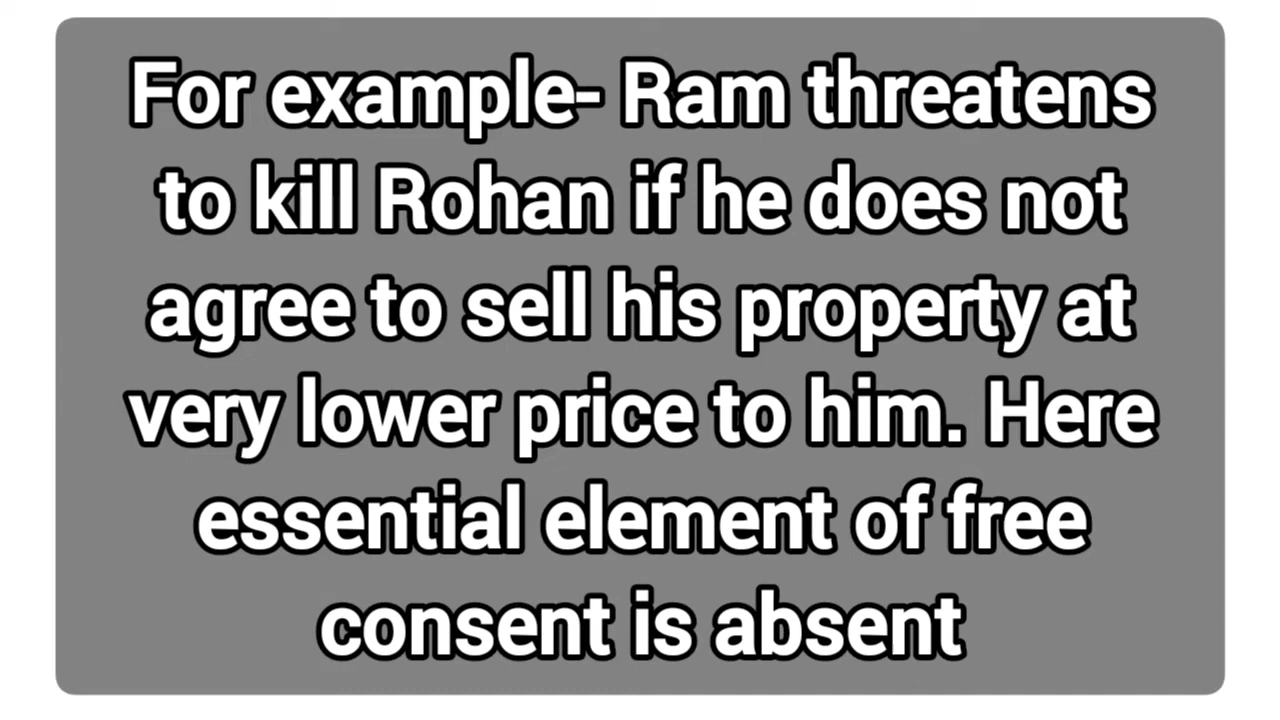 For example- Ram threatens
to kill Rohan if he does not
agree to sell his property at
very lower price to him. Here
essential element of free
consent is absent